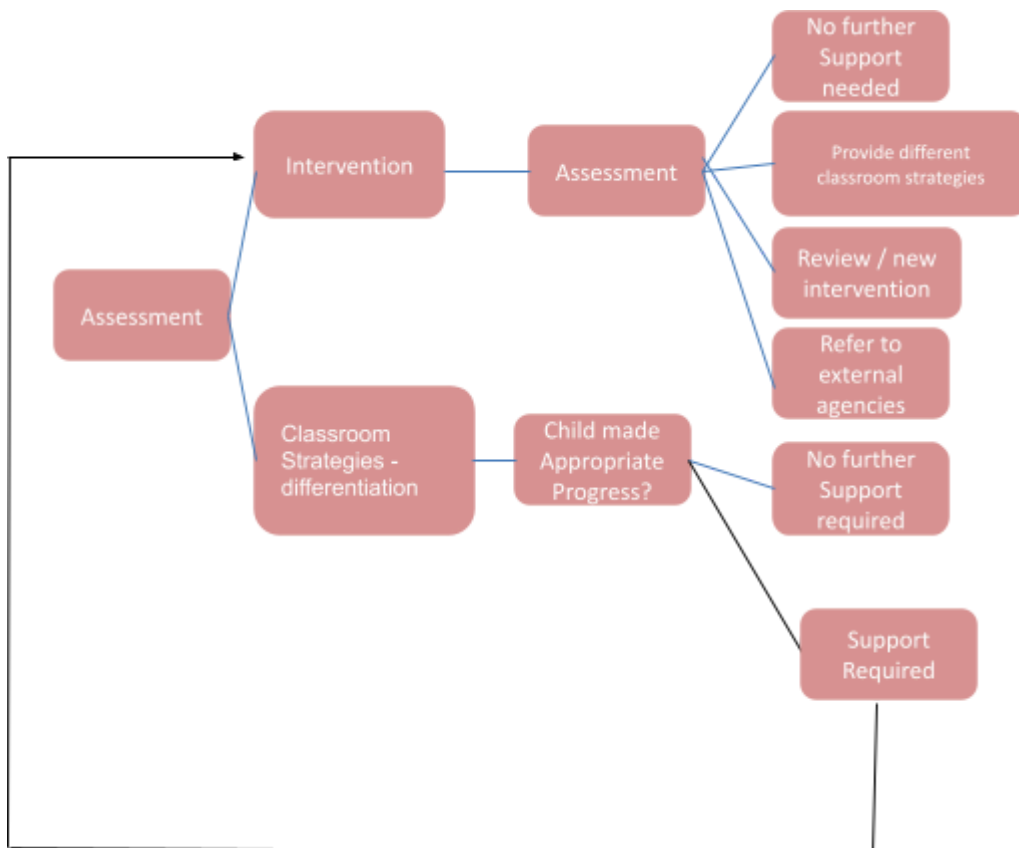 No further
Support
needed
Intervention
Assessment
Provide different
classroom strategies
Review / new
intervention
Assessment
Refer to
external
agencies
Classroom
Strategies -
differentiation
Child made
Appropriate
Progress?
No further
Support
required
Support
Required